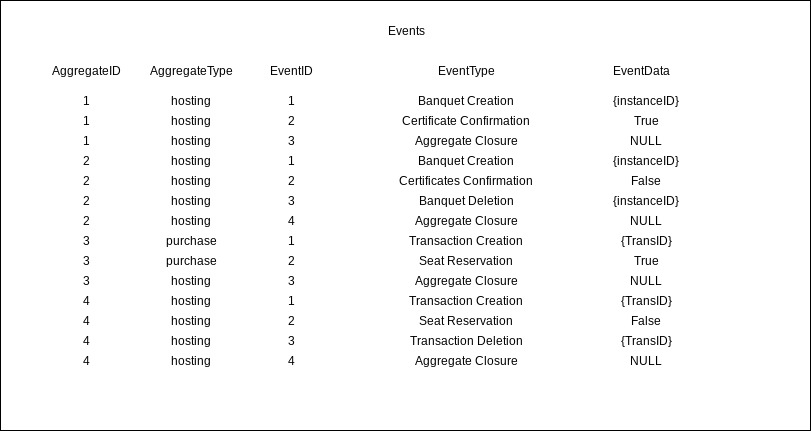 Events
AggregateID AggregateType EventID EventType EventData
1 hosting 1 Banquet Creation {instanceID}
1 hosting 2 Certificate Confirmation True
1 hosting 3 Aggregate Closure NULL
2 hosting 1 Banquet Creation {instanceID}
2 hosting 2 Certificates Confirmation False
2 hosting 3 Banquet Deletion {instanceID}
2 hosting 4 Aggregate Closure NULL
3 purchase 1 Transaction Creation {TransID}
3 purchase 2 Seat Reservation True
3 hosting 3 Aggregate Closure NULL
4 hosting 1 Transaction Creation {TransID}
4 hosting 2 Seat Reservation False
4 hosting 3 Transaction Deletion {TransID}
4 hosting 4 Aggregate Closure NULL